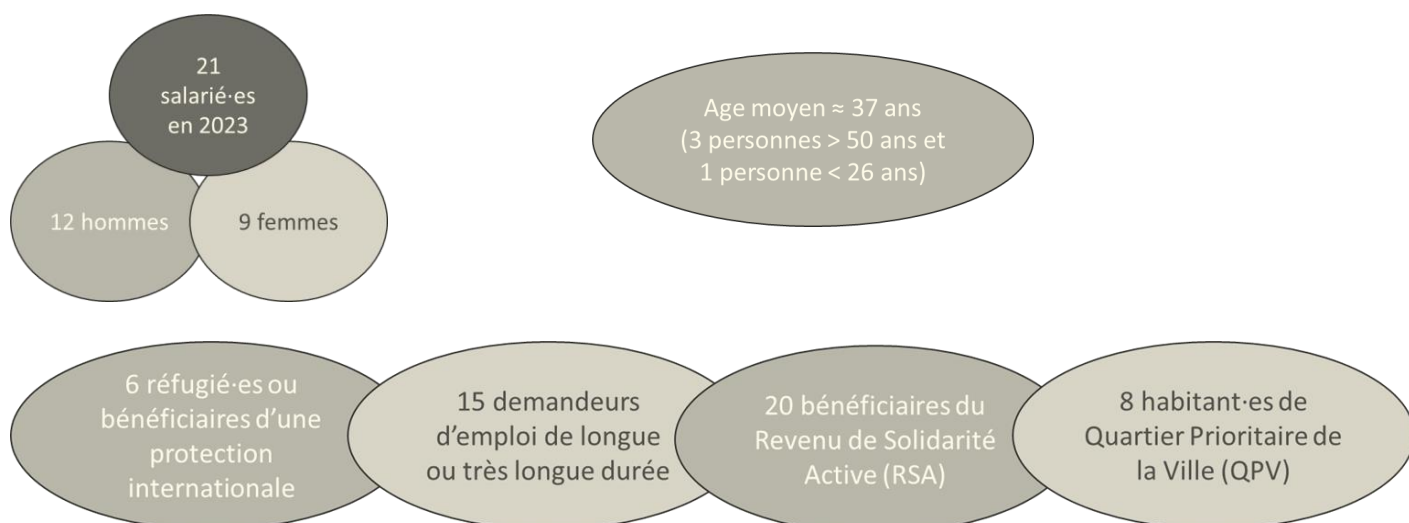 21
salarié·es
en 2023
12 hommes
9 femmes
Age moyen ≈ 37 ans
(3 personnes > 50 ans et
1 personne < 26 ans)
6 réfugié·es ou
bénéficiaires d’une
protection
internationale
15 demandeurs
d’emploi de longue
ou très longue durée
20 bénéficiaires du
Revenu de Solidarité
Active (RSA)
8 habitant·es de
Quartier Prioritaire de
la Ville (QPV)